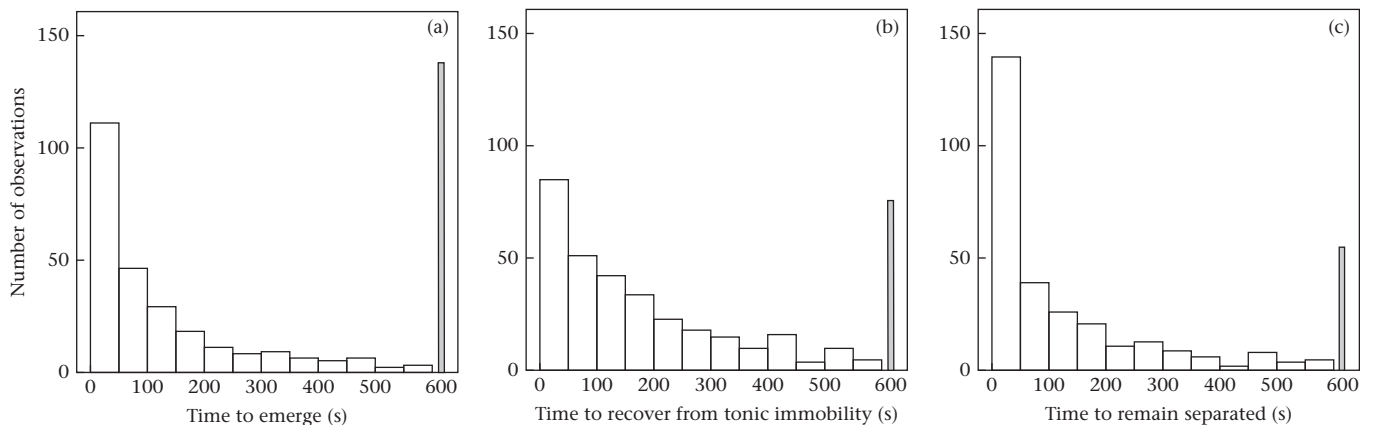 (a)
150
100
50
0
0 100 200 300 400 500 600
Number of observations
Time to emerge (s)
(b)
150
100
50
0
0 100 200 300 400 500 600
Time to recover from tonic immobility (s)
(c)
150
100
50
0
0 100 200 300 400 500 600
Time to remain separated (s)